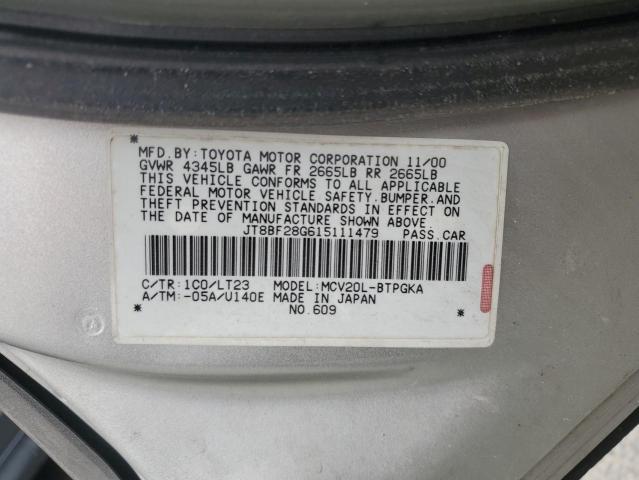 MFD.BY:TOYOTA MOTOR CORPORATION 11/00
GVWR 4345LB GAWR FR 2665LB RR 2665LB
THIS VEHICLE CONFORMS TO ALL APPLICABLE
FEDERAL MOTOR VEHICLE SAFETY,BUMPER,AND
THEFT PREVENTION STANDARDS IN EFFECT ON
THE DATE OF MANUFACTURE SHOWN ABOVE.
JT8BF28G615111479 PASS.CAR
C/TR:1C0/LT23 MODEL:MCV20L-BTPGKA
A/TM:-05A/U140E MADE IN JAPAN
NO.609